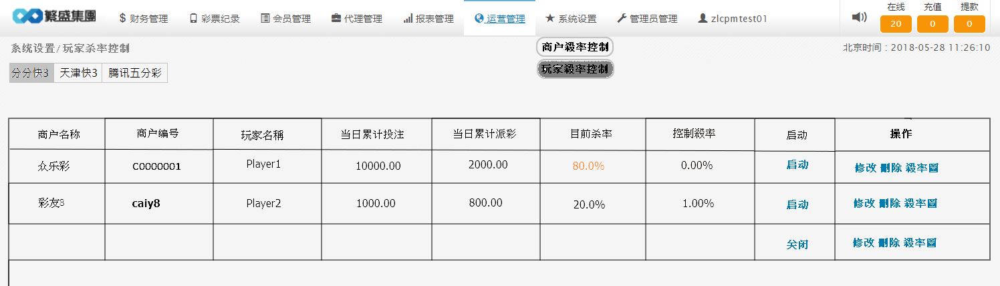 繁盛集團 财务管理 彩票纪录 会员管理 代理管理 报表管理 运营管理 系统设置 管理员管理 zlcpmtest01 在线 充值 提款
20 0 0
系统设置/玩家杀率控制 商户殺率控制 北京时间：2018-05-28 11:26:10
分分快3 天津快3 腾讯五分彩 玩家殺率控制
商户名称 商户编号 玩家名稱 当日累计投注 当日累计派彩 目前杀率 控制殺率 启动 操作
众乐彩 C0000001 Player1 10000.00 2000.00 80.0% 0.00% 启动 修改 刪除 殺率圖
彩友8 caiy8 Player2 1000.00 800.00 20.0% 1.00% 启动 修改 刪除 殺率圖
关闭 修改 刪除 殺率圖